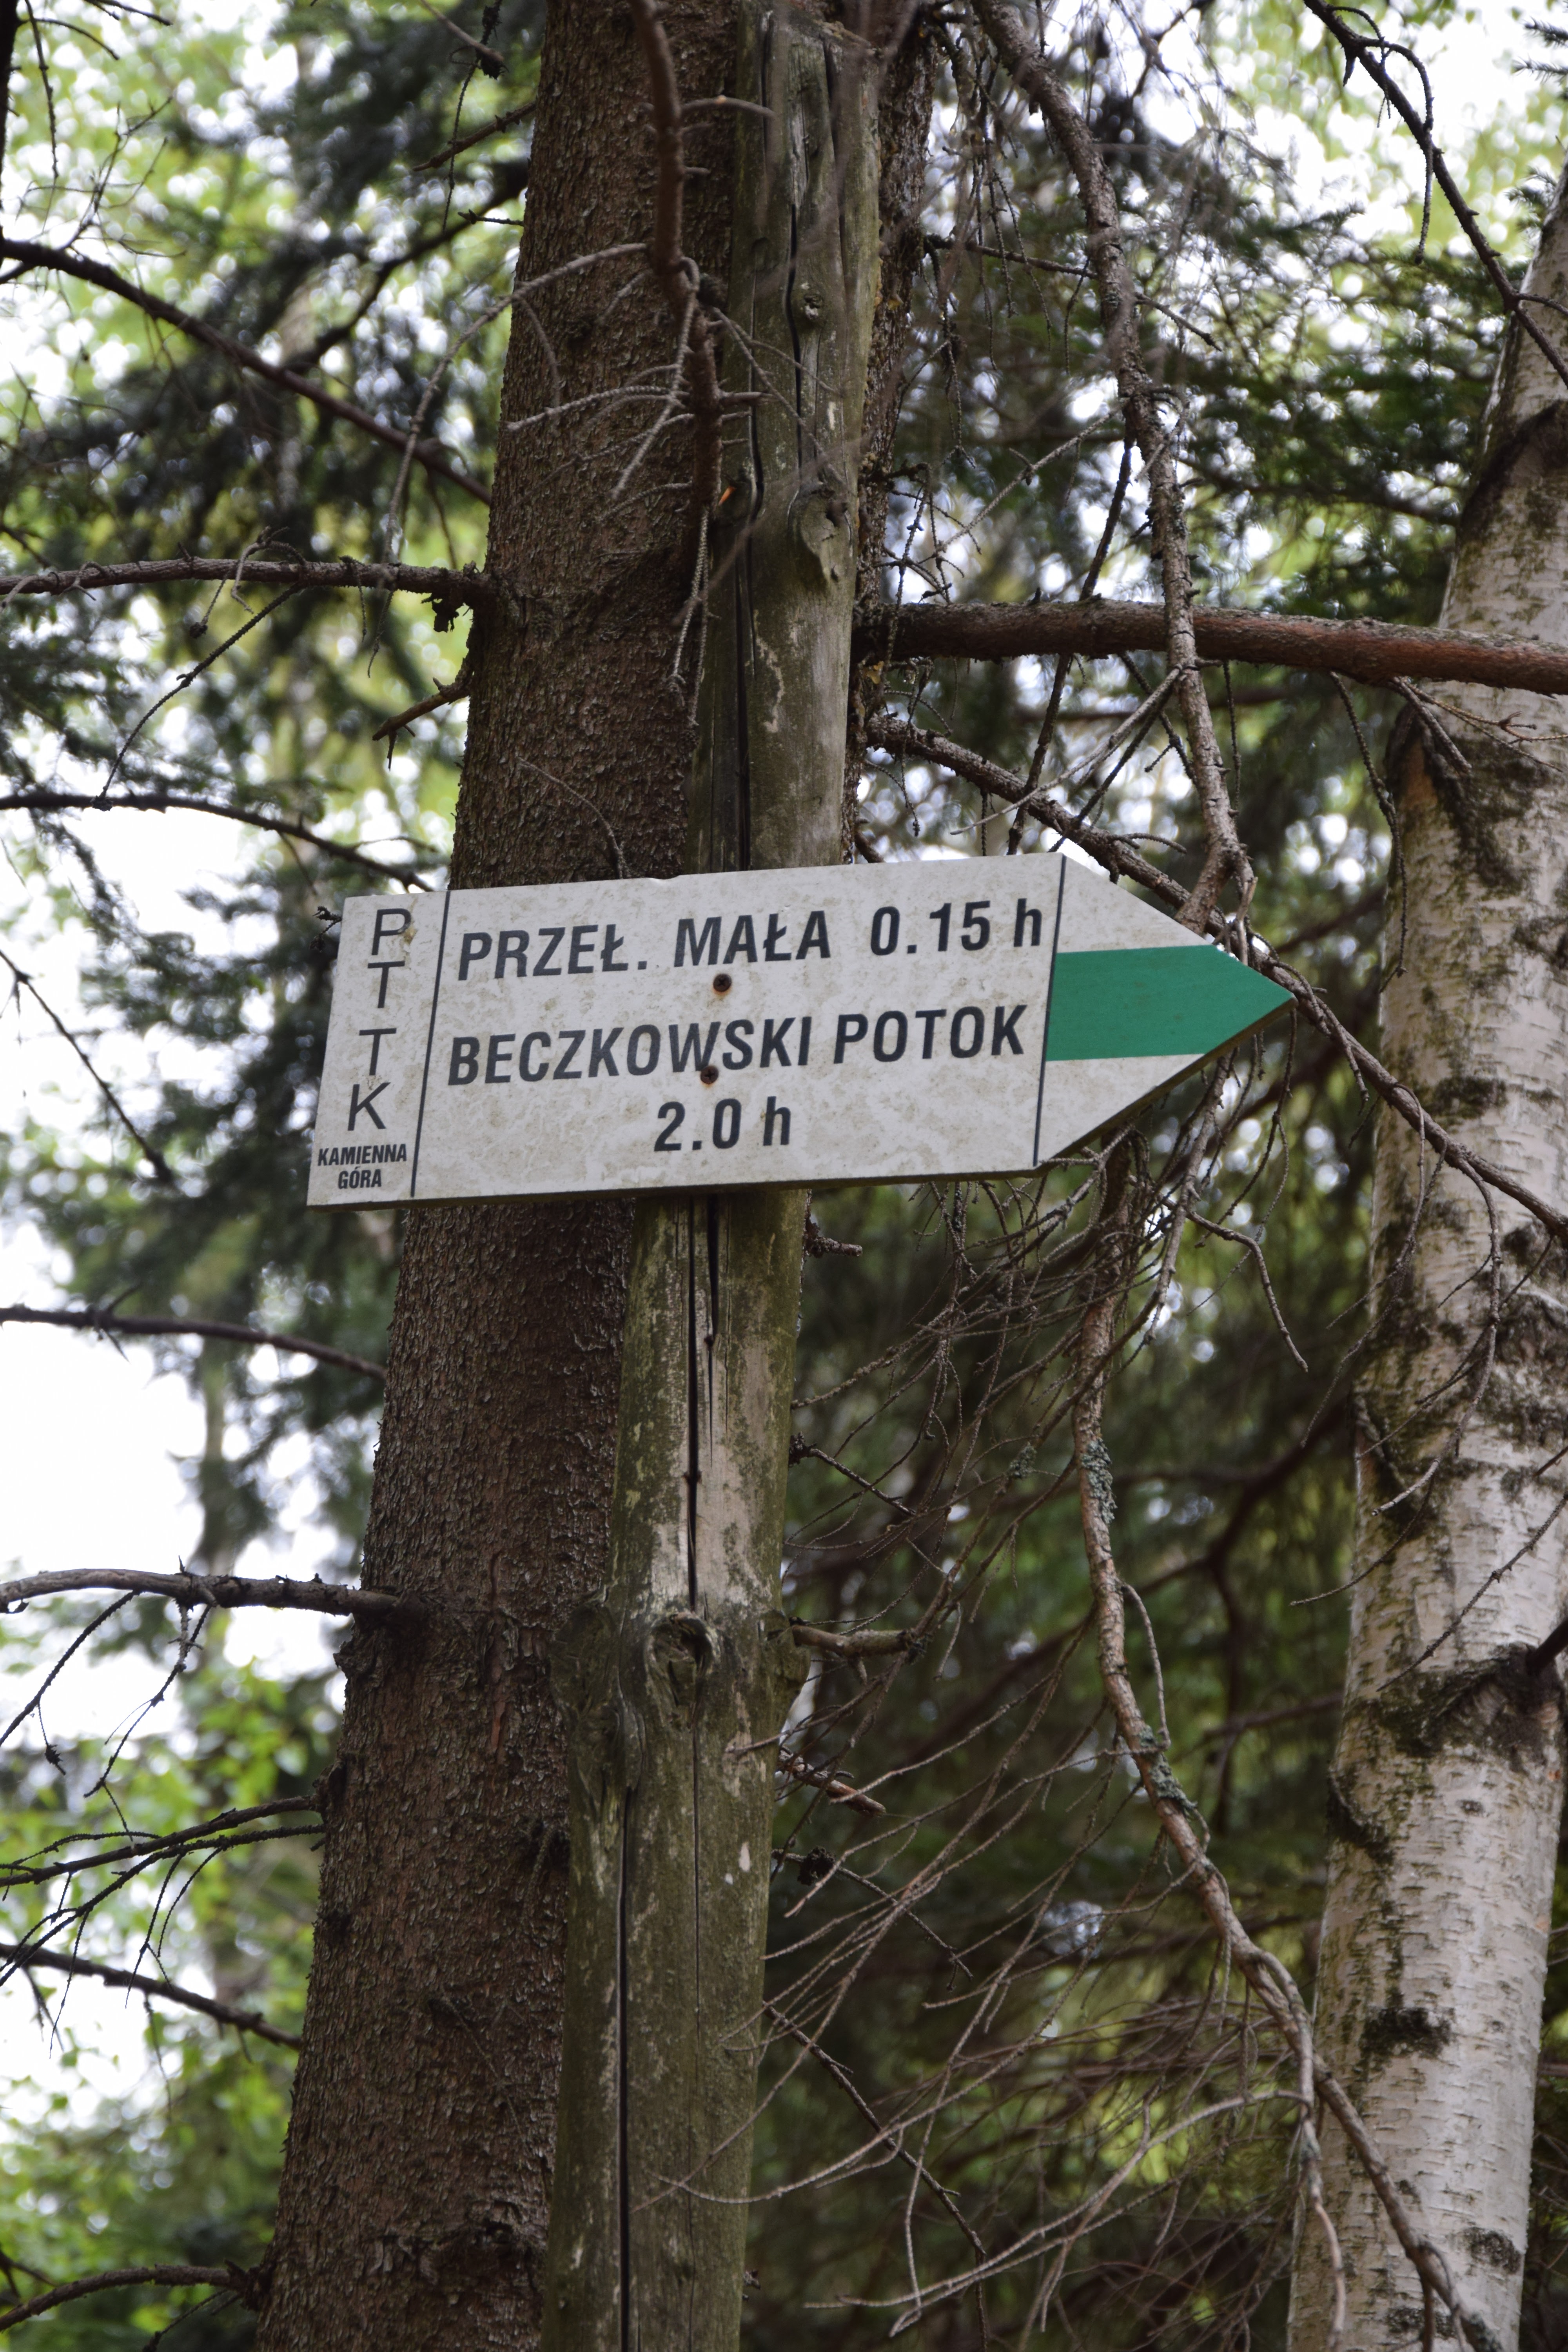 PTTK
KAMIENNA
GÓRA
PRZEŁ. MAŁA 0.15 h
BECZKOWSKI POTOK
2.0 h